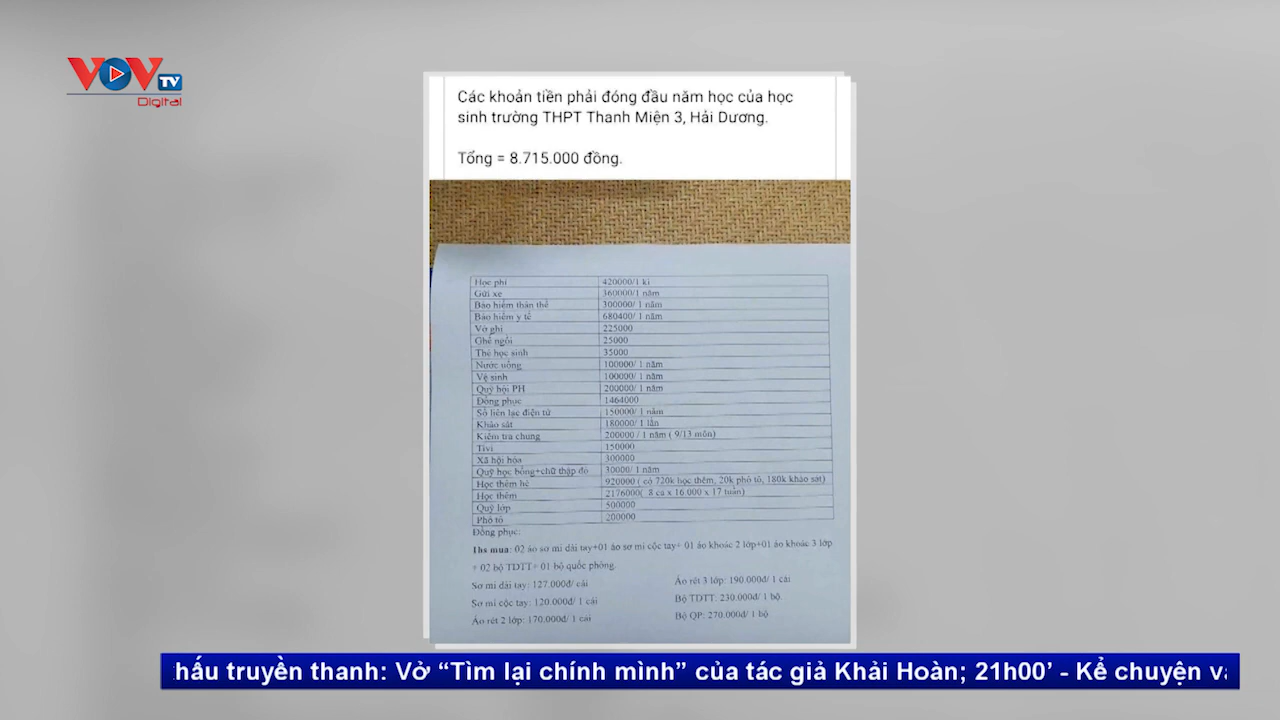 VOV TV
Digital
Các khoản tiền phải đóng đầu năm học của học
sinh trường THPT Thanh Miện 3, Hải Dương.
Tổng = 8.715.000 đồng.
Học phí 420000/1 kì
Gửi xe 360000/1 năm
Bảo hiểm thân thể 300000/ 1 năm
Bảo hiểm y tế 680400/ 1 năm
Vở ghi 225000
Ghế ngồi 25000
Thẻ học sinh 35000
Nước uống 100000/ 1 năm
Vệ sinh 100000/ 1 năm
Quỹ hội PH 200000/ 1 năm
Đồng phục 1464000
Sổ liên lạc điện tử 150000/ 1 năm
Khảo sát 180000/ 1 lần
Kiểm tra chung 200000 / 1 năm ( 9/13 môn)
Tivi 150000
Xã hội hóa 300000
Quỹ học bổng+chữ thập đỏ 30000/ 1 năm
Học thêm hè 920000 ( có 720k học thêm, 20k phô tô, 180k khảo sát)
Học thêm 2176000( 8 ca x 16.000 x 17 tuần)
Quỹ lớp 500000
Phô tô 200000
Đồng phục:
1hs mua: 02 áo sơ mi dài tay+01 áo sơ mi cộc tay+ 01 áo khoác 2 lớp+01 áo khoác 3 lớp
+ 02 bộ TDTT+ 01 bộ quốc phòng.
Sơ mi dài tay: 127.000đ/ cái Áo rét 3 lớp: 190.000đ/ 1 cái
Sơ mi cộc tay: 120.000đ/ 1 cái Bộ TDTT: 230.000đ/ 1 bộ.
Áo rét 2 lớp: 170.000đ/ 1 cái Bộ QP: 270.000đ/ 1 bộ
hấu truyền thanh: Vở “Tìm lại chính mình” của tác giả Khải Hoàn; 21h00’ - Kể chuyện và